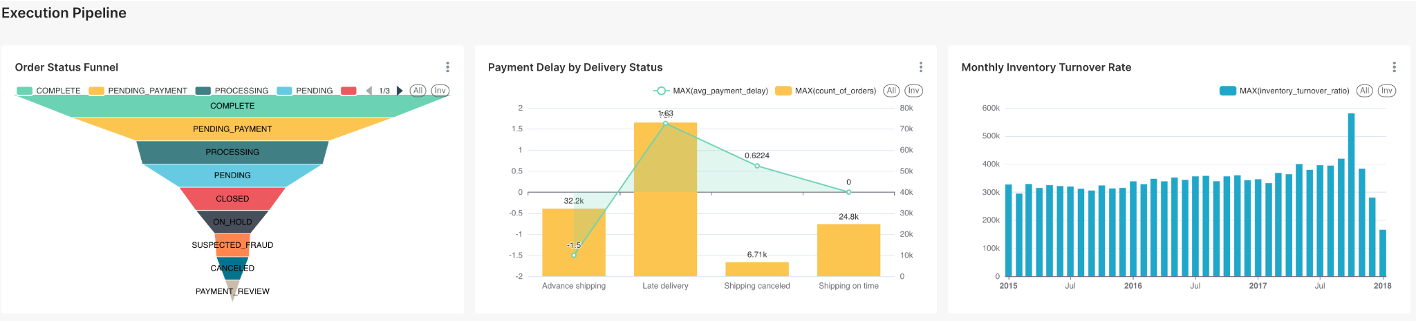 Execution Pipeline
Order Status Funnel
COMPLETE PENDING_PAYMENT PROCESSING PENDING 1/3 All Inv
COMPLETE
PENDING_PAYMENT
PROCESSING
PENDING
CLOSED
ON_HOLD
SUSPECTED_FRAUD
CANCELED
PAYMENT_REVIEW
Payment Delay by Delivery Status
MAX(avg_payment_delay) MAX(count_of_orders) All Inv
2 1.63 80k
1.5 70k
1 60k
0.5 0.6224 50k
0 0 40k
-0.5 32.2k 30k
-1 24.8k 20k
-1.5 -1.5 6.71k 10k
-2 0
Advance shipping Late delivery Shipping canceled Shipping on time
Monthly Inventory Turnover Rate
MAX(inventory_turnover_ratio) All Inv
600k
500k
400k
300k
200k
100k
0
2015 Jul 2016 Jul 2017 Jul 2018